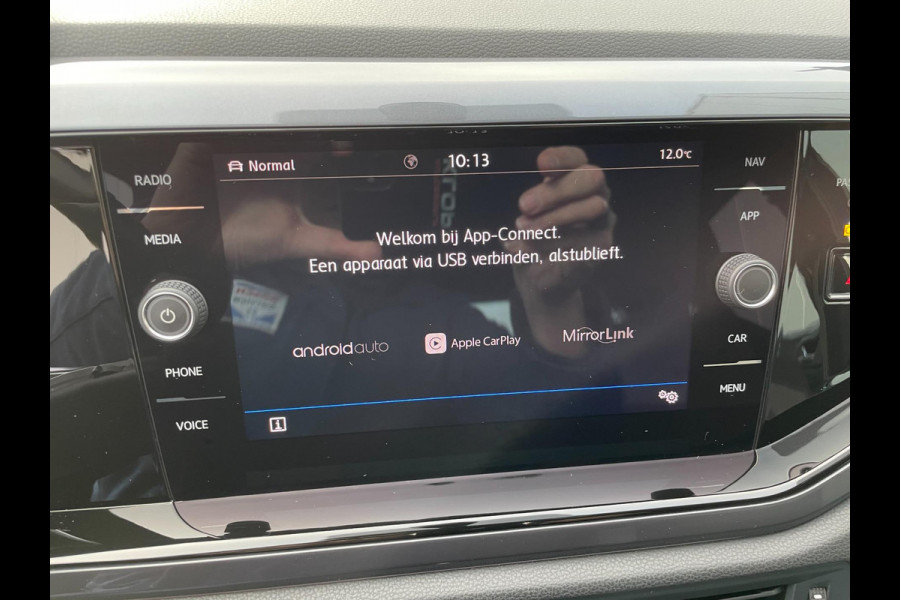 Normal
10:13
12.0°C
RADIO
MEDIA
PHONE
VOICE
Welkom bij App-Connect.
Een apparaat via USB verbinden, alstublieft.
androidauto
Apple CarPlay
MirrorLink
NAV
APP
CAR
MENU